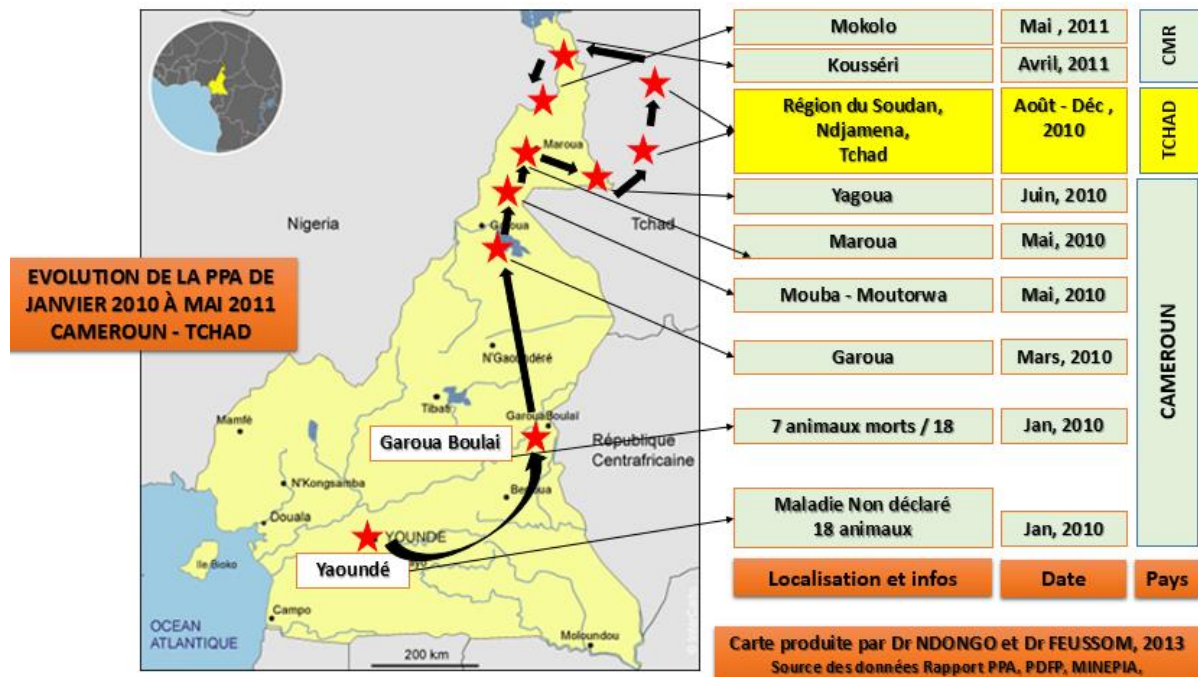 EVOLUTION DE LA PPA DE
JANVIER 2010 À MAI 2011
CAMEROUN - TCHAD
Nigeria
Maroua
Garoua
Tchad
N'Gaoundéré
Tibati
GarouaBoulaï
Mamfé
Garoua Boulai
République
Centrafricaine
N'Kongsamba
Douala
YOUNDE
Ile Bioko
Yaoundé
Campo
OCEAN
ATLANTIQUE
Moloundou
200 km
Mokolo
Mai , 2011
CMR
Kousséri
Avril, 2011
Région du Soudan,
Ndjamena,
Tchad
Août - Déc ,
2010
TCHAD
Yagoua
Juin, 2010
Maroua
Mai, 2010
Mouba - Moutorwa
Mai, 2010
Garoua
Mars, 2010
7 animaux morts / 18
Jan, 2010
Maladie Non déclaré
18 animaux
Jan, 2010
CAMEROUN
Localisation et infos
Date
Pays
Carte produite par Dr NDONGO et Dr FEUSSOM, 2013
Source des données Rapport PPA, PDFP, MINEPIA,